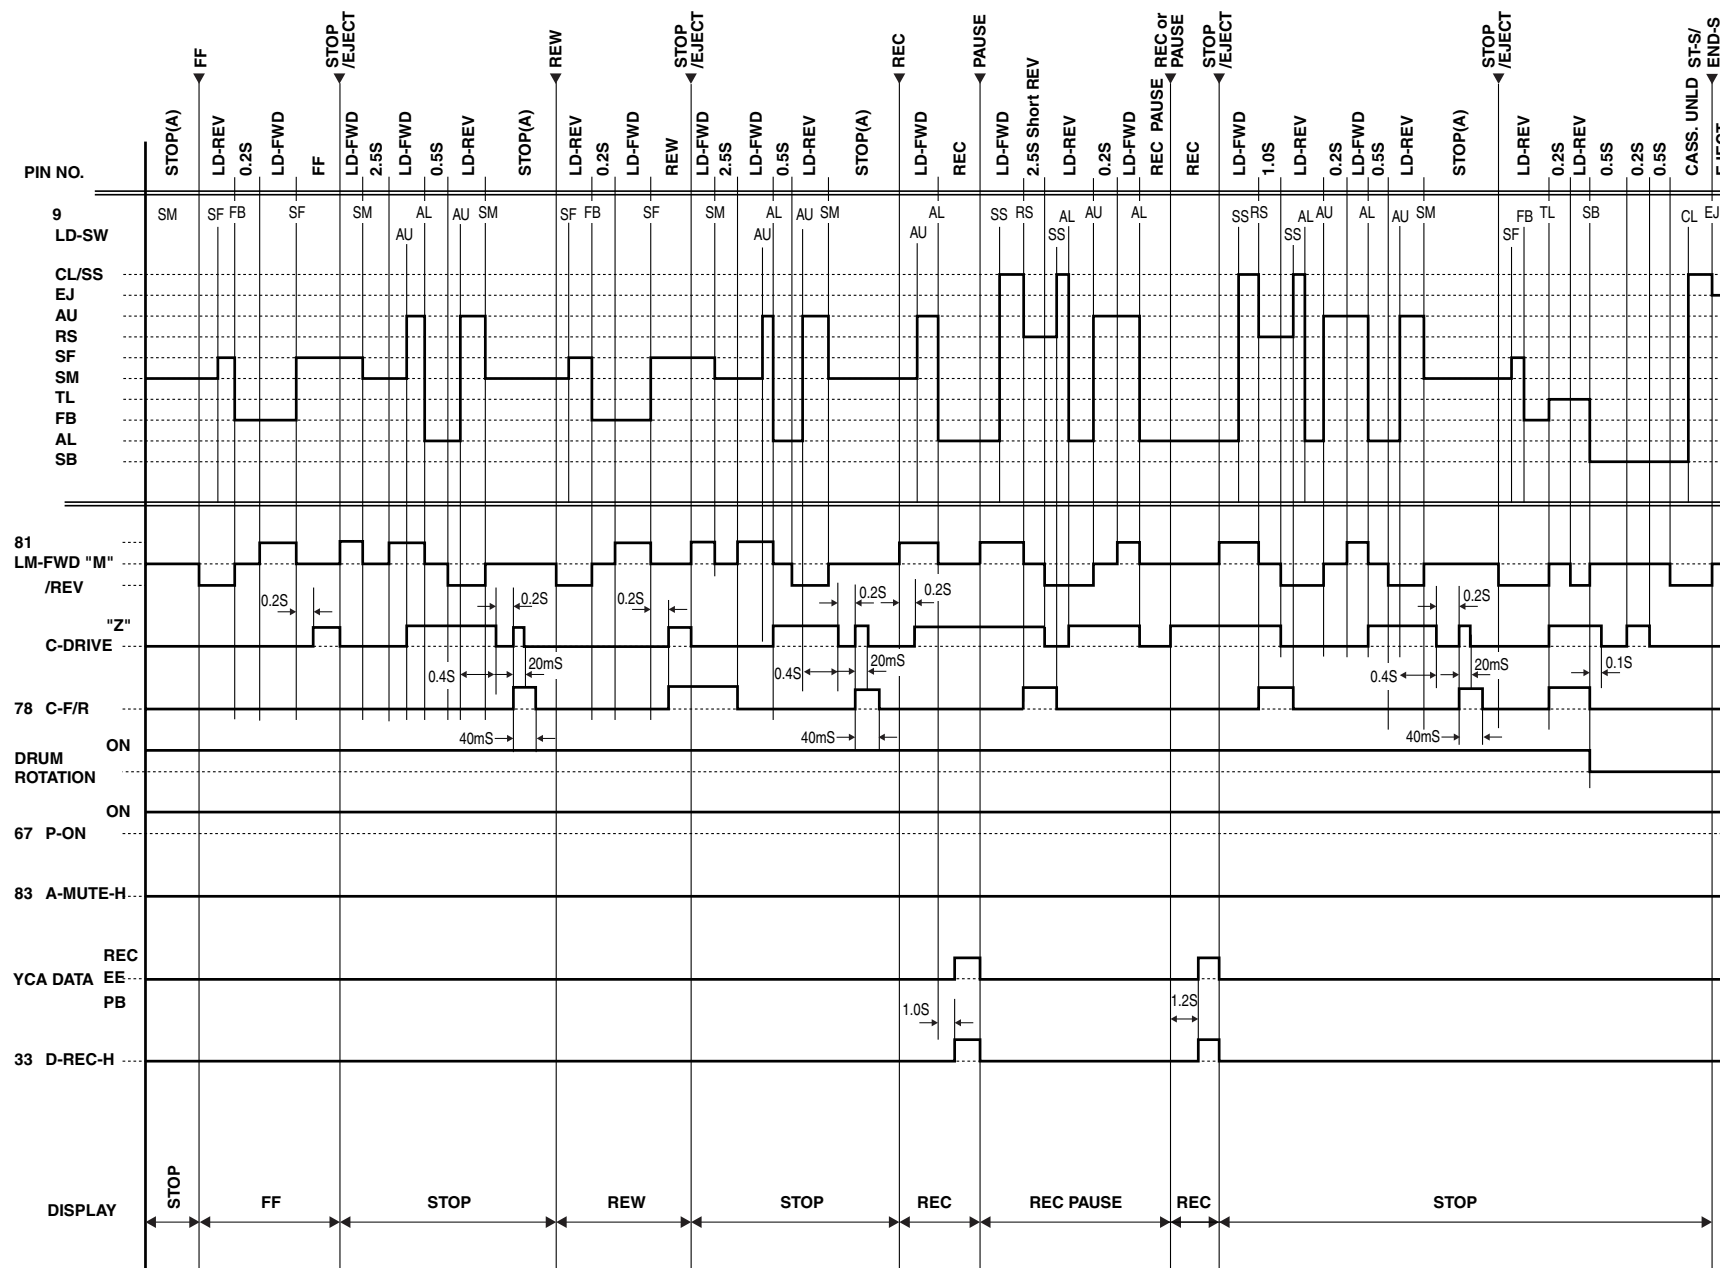 FF
STOP
/EJECT
REW
STOP
/EJECT
REC
PAUSE
REC or
PAUSE
STOP
/EJECT
STOP
/EJECT
ST-S/
END-S
PIN NO.
STOP(A)
LD-REV
0.2S
LD-FWD
FF
LD-FWD
2.5S
LD-FWD
0.5S
LD-REV
STOP(A)
LD-REV
0.2S
LD-FWD
REW
LD-FWD
2.5S
LD-FWD
0.5S
LD-REV
STOP(A)
LD-FWD
REC
LD-FWD
2.5S Short REV
LD-REV
0.2S
LD-FWD
REC PAUSE
REC
LD-FWD
1.0S
LD-REV
0.2S
LD-FWD
0.5S
LD-REV
STOP(A)
LD-REV
0.2S
LD-REV
0.5S
0.2S
0.5S
CASS. UNLD
9
LD-SW
SM SF FB SF SM AU AL AU SM SF FB SF SM AU AL AU SM AU AL SS RS SS AL AU AL SS RS SS AL AU AL AU SM SF FB TL SB CL EJ
CL/SS
EJ
AU
RS
SF
SM
TL
FB
AL
SB
81
LM-FWD "M"
/REV
0.2S 0.2S 0.2S 0.2S 0.2S 0.2S
"Z"
C-DRIVE
0.4S 20mS 0.4S 20mS 0.4S 20mS 0.1S
78 C-F/R
40mS 40mS 40mS
ON
DRUM
ROTATION
ON
67 P-ON
83 A-MUTE-H
REC
YCA DATA EE
PB
1.0S 1.2S
33 D-REC-H
DISPLAY
STOP FF STOP REW STOP REC REC PAUSE REC STOP